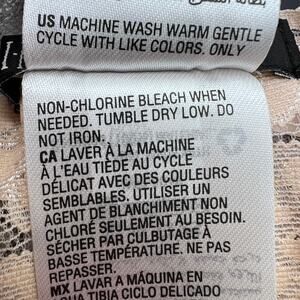 US MACHINE WASH WARM GENTLE
CYCLE WITH LIKE COLORS. ONLY
NON-CHLORINE BLEACH WHEN
NEEDED. TUMBLE DRY LOW. DO
NOT IRON.
CA LAVER À LA MACHINE
À L'EAU TIÈDE AU CYCLE
DÉLICAT AVEC DES COULEURS
SEMBLABLES, UTILISER UN
AGENT DE BLANCHIMENT NON
CHLORÉ SEULEMENT AU BESOIN.
SÉCHER PAR CULBUTAGE À
BASSE TEMPÉRATURE. NE PAS
REPASSER.
MX LAVAR A MÁQUINA EN
AGUA TIBIA CICLO DELICADO